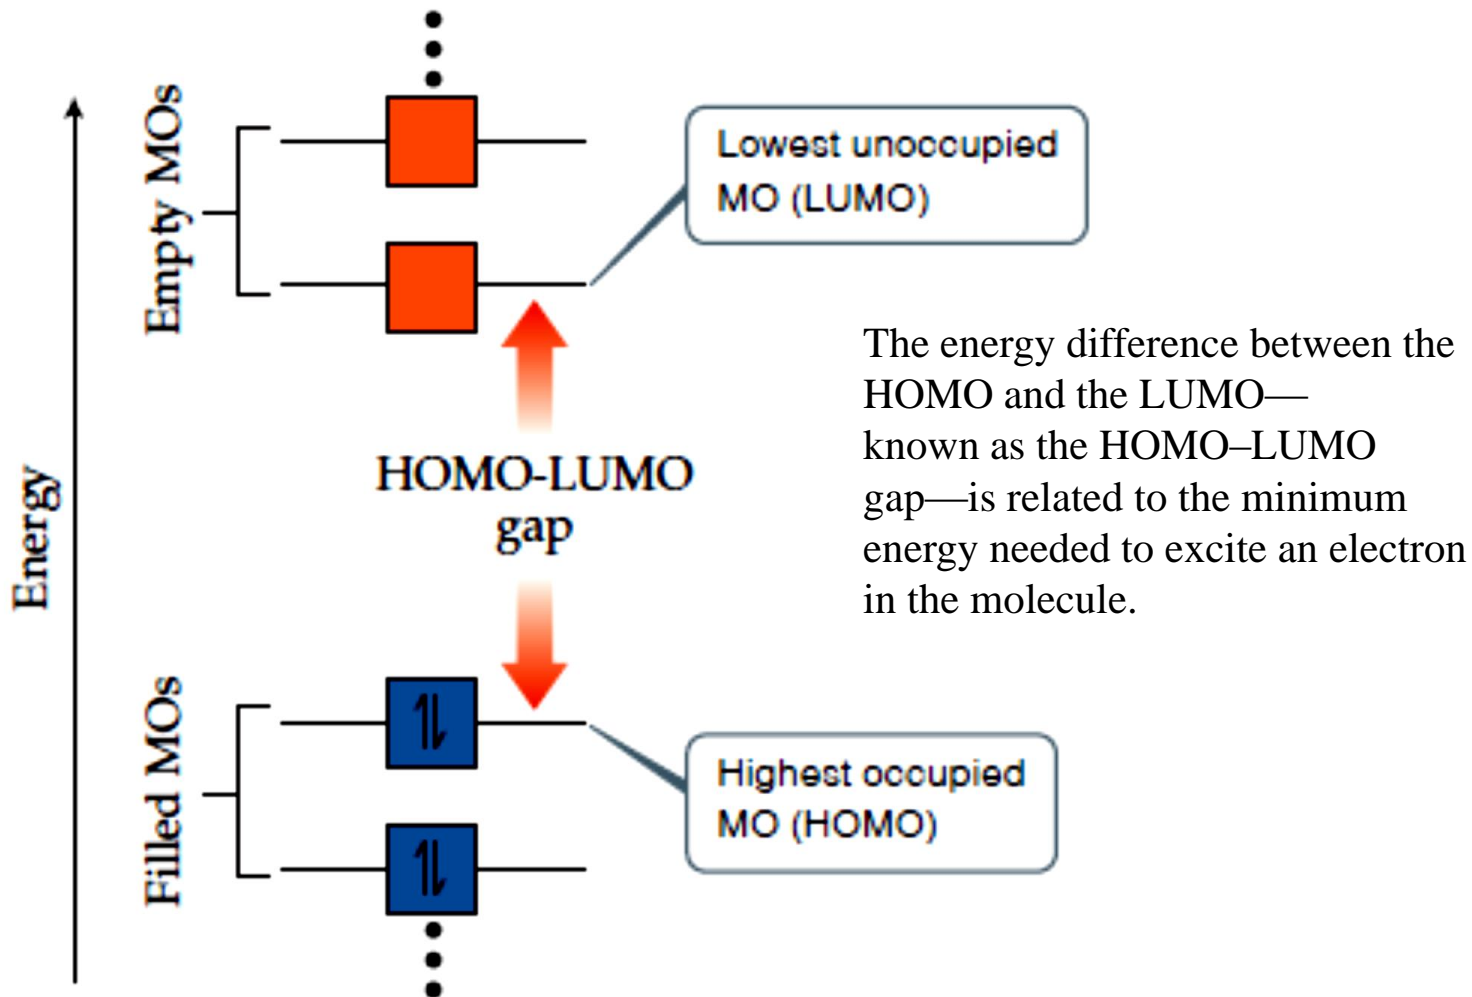 Empty MOs
Lowest unoccupied
MO (LUMO)
The energy difference between the
HOMO and the LUMO—
known as the HOMO–LUMO
gap—is related to the minimum
energy needed to excite an electron
in the molecule.
HOMO-LUMO
gap
Energy
Filled MOs
Highest occupied
MO (HOMO)